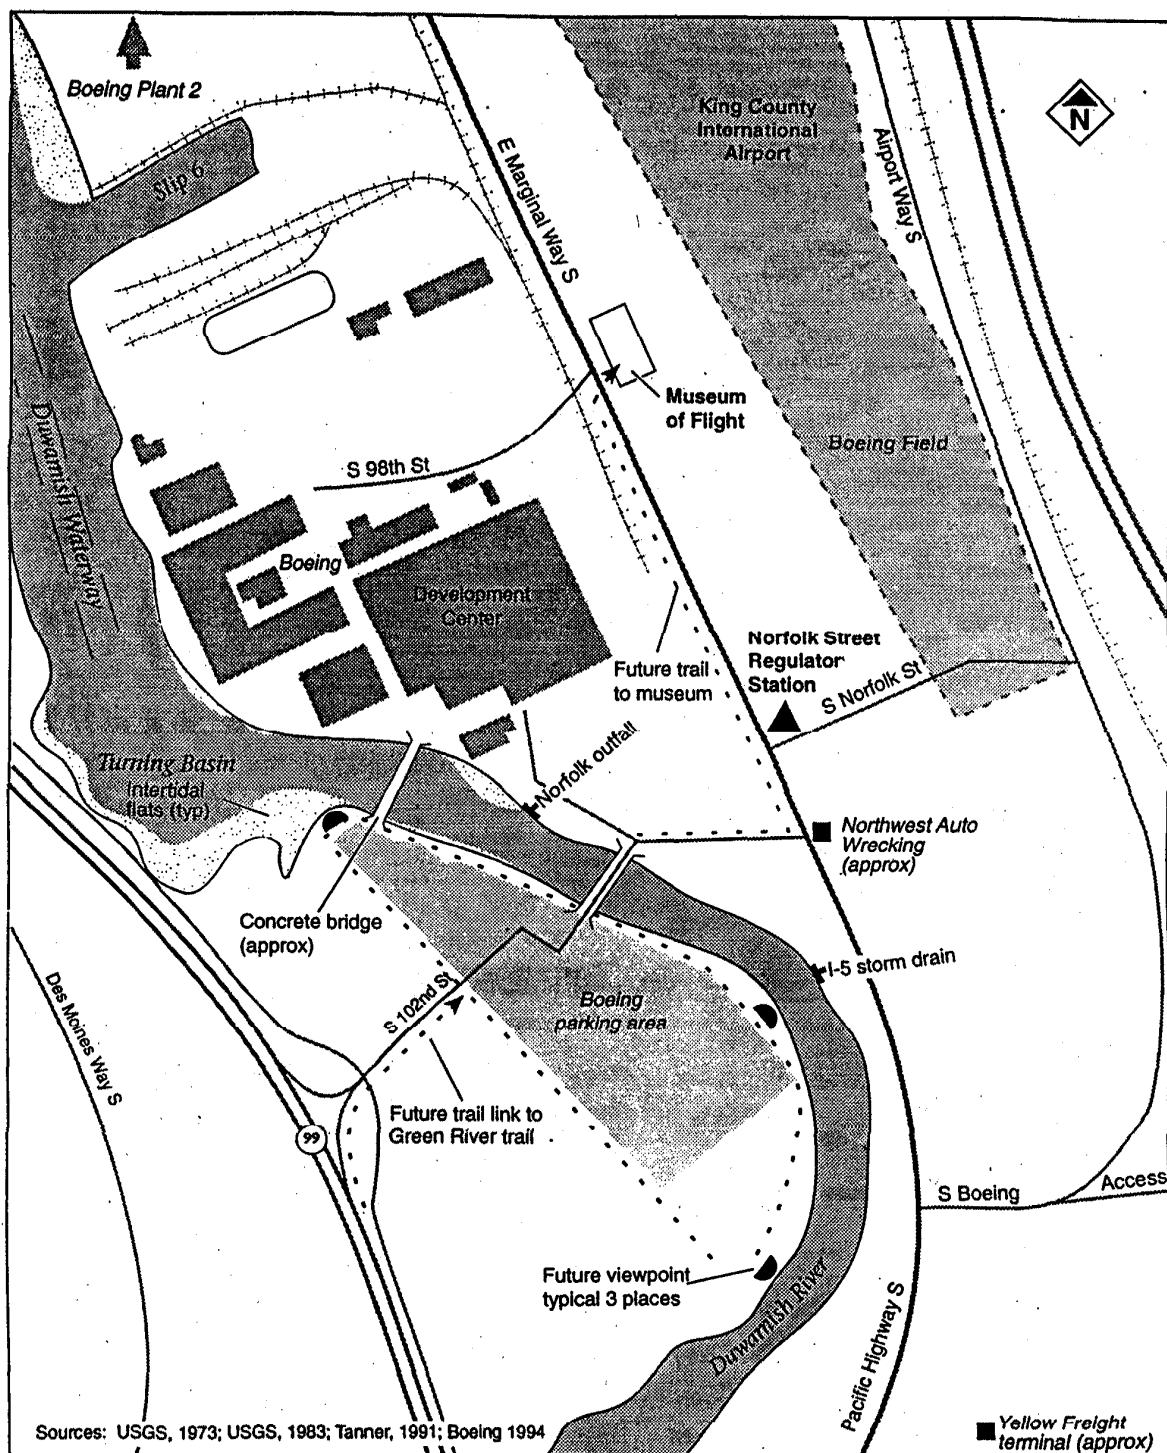 Boeing Plant 2
King County
International
Airport
N
Slip 6
E Marginal Way S
Airport Way S
Museum
of Flight
Duwamish Waterway
Boeing Field
S 98th St
Boeing
Development
Center
Norfolk Street
Regulator
Station
Future trail
to museum
S Norfolk St
Turning Basin
Intertidal
flats (typ)
Norfolk outfall
Northwest Auto
Wrecking
(approx)
Concrete bridge
(approx)
I-5 storm drain
Des Moines Way S
S 102nd St
Boeing
parking area
Future trail link to
Green River trail
99
S Boeing
Access
Future viewpoint
typical 3 places
Duwamish River
Pacific Highway S
Sources: USGS, 1973; USGS, 1983; Tanner, 1991; Boeing 1994
Yellow Freight
terminal (approx)